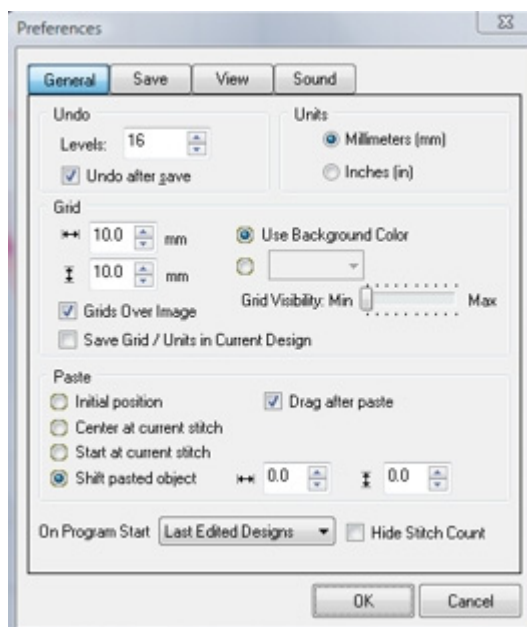 Preferences
General Save View Sound
Undo
Levels: 16
Undo after save
Units
Millimeters (mm)
Inches (in)
Grid
10.0 mm
10.0 mm
Grids Over Image
Save Grid / Units in Current Design
Use Background Color
Grid Visibility: Min Max
Paste
Initial position
Center at current stitch
Start at current stitch
Shift pasted object 0.0 0.0
Drag after paste
On Program Start Last Edited Designs Hide Stitch Count
OK Cancel